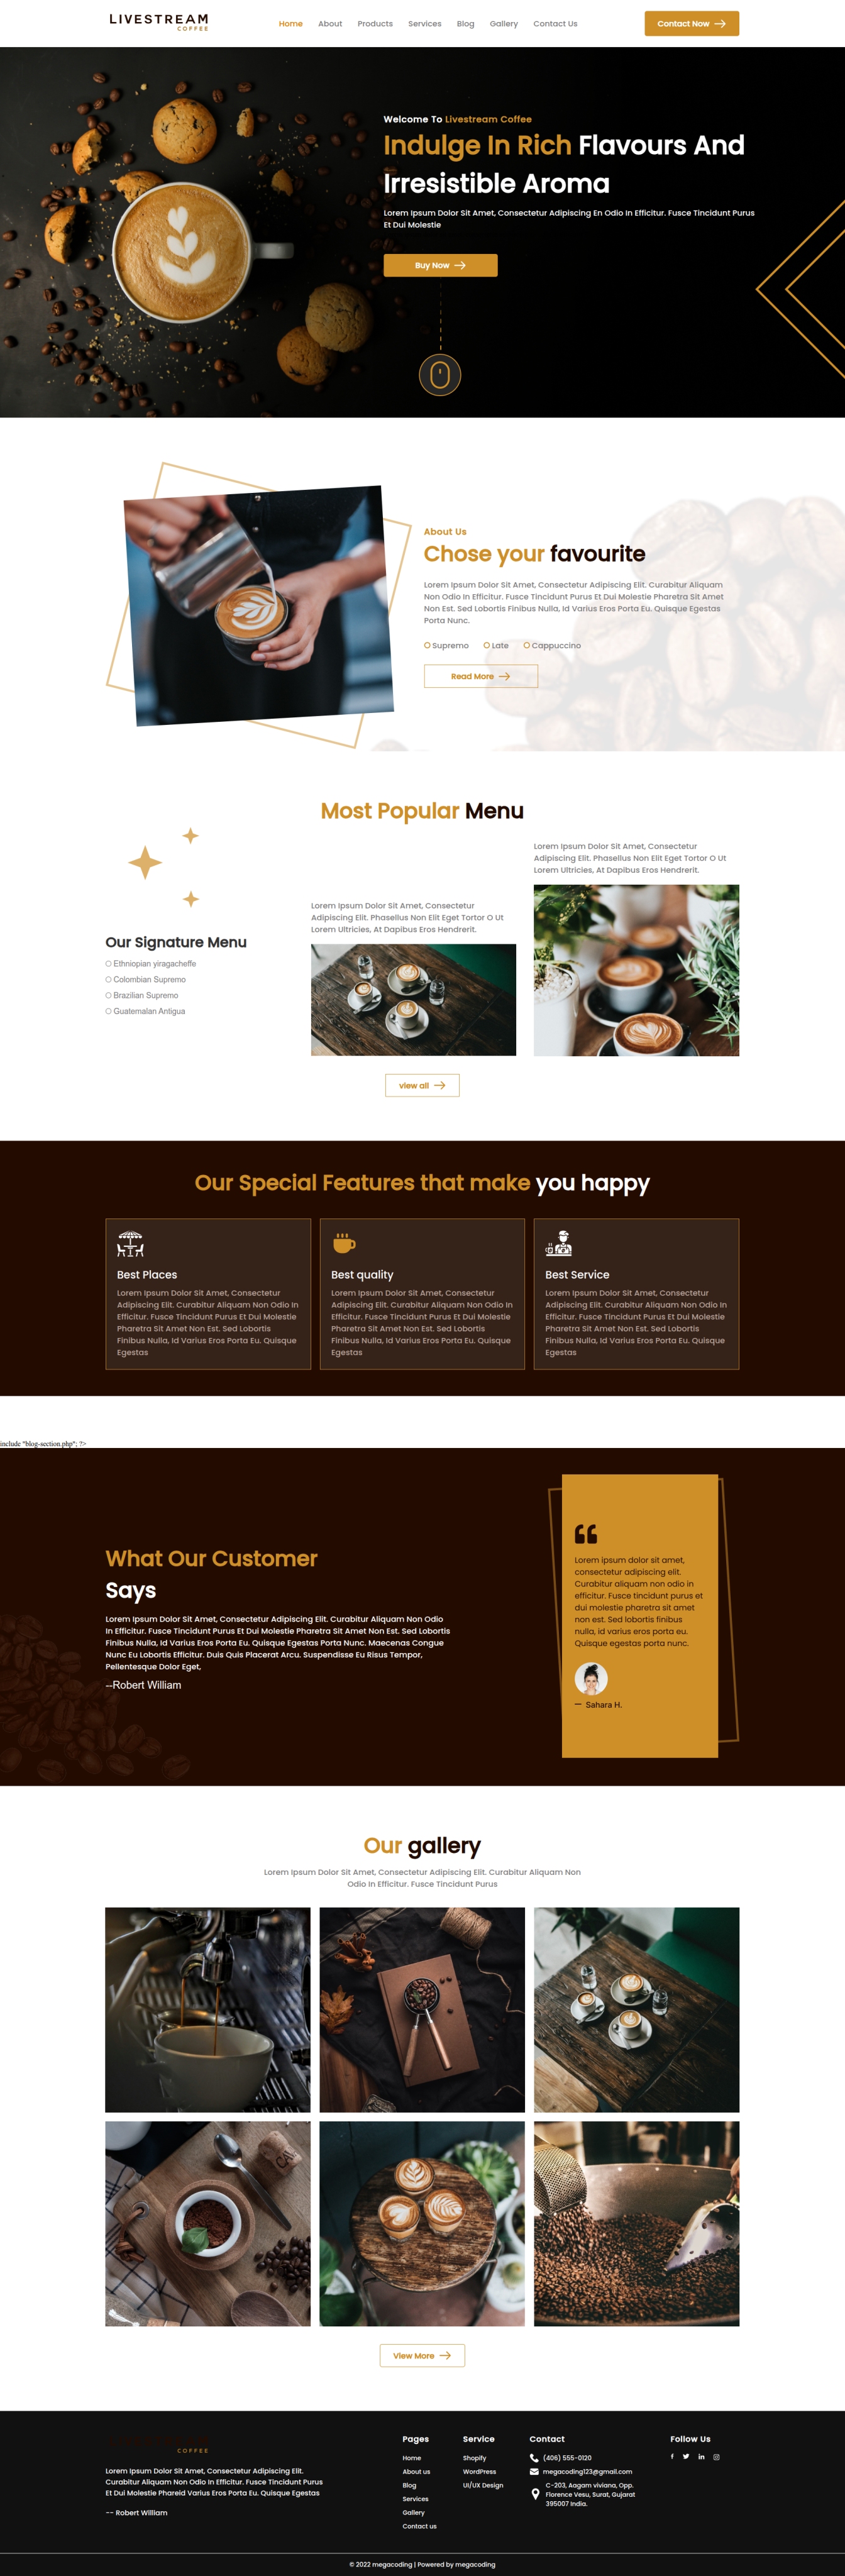 LIVESTREAM
COFFEE
Home About Products Services Blog Gallery Contact Us
Contact Now
Welcome To Livestream Coffee
Indulge In Rich Flavours And
Irresistible Aroma
Lorem Ipsum Dolor Sit Amet, Consectetur Adipiscing En Odio In Efficitur. Fusce Tincidunt Purus
Et Dui Molestie
Buy Now
About Us
Chose your favourite
Lorem Ipsum Dolor Sit Amet, Consectetur Adipiscing Elit. Curabitur Aliquam
Non Odio In Efficitur. Fusce Tincidunt Purus Et Dui Molestie Pharetra Sit Amet
Non Est. Sed Lobortis Finibus Nulla, Id Varius Eros Porta Eu. Quisque Egestas
Porta Nunc.
Supremo Late Cappuccino
Read More
Most Popular Menu
Our Signature Menu
Ethniopian yiragacheffe
Colombian Supremo
Brazilian Supremo
Guatemalan Antigua
Lorem Ipsum Dolor Sit Amet, Consectetur
Adipiscing Elit. Phasellus Non Elit Eget Tortor O Ut
Lorem Ultricies, At Dapibus Eros Hendrerit.
Lorem Ipsum Dolor Sit Amet, Consectetur
Adipiscing Elit. Phasellus Non Elit Eget Tortor O Ut
Lorem Ultricies, At Dapibus Eros Hendrerit.
view all
Our Special Features that make you happy
Best Places
Lorem Ipsum Dolor Sit Amet, Consectetur
Adipiscing Elit. Curabitur Aliquam Non Odio In
Efficitur. Fusce Tincidunt Purus Et Dui Molestie
Pharetra Sit Amet Non Est. Sed Lobortis
Finibus Nulla, Id Varius Eros Porta Eu. Quisque
Egestas
Best quality
Lorem Ipsum Dolor Sit Amet, Consectetur
Adipiscing Elit. Curabitur Aliquam Non Odio In
Efficitur. Fusce Tincidunt Purus Et Dui Molestie
Pharetra Sit Amet Non Est. Sed Lobortis
Finibus Nulla, Id Varius Eros Porta Eu. Quisque
Egestas
Best Service
Lorem Ipsum Dolor Sit Amet, Consectetur
Adipiscing Elit. Curabitur Aliquam Non Odio In
Efficitur. Fusce Tincidunt Purus Et Dui Molestie
Pharetra Sit Amet Non Est. Sed Lobortis
Finibus Nulla, Id Varius Eros Porta Eu. Quisque
Egestas
include "blog-section.php"; ?>
What Our Customer
Says
Lorem Ipsum Dolor Sit Amet, Consectetur Adipiscing Elit. Curabitur Aliquam Non Odio
In Efficitur. Fusce Tincidunt Purus Et Dui Molestie Pharetra Sit Amet Non Est. Sed Lobortis
Finibus Nulla, Id Varius Eros Porta Eu. Quisque Egestas Porta Nunc. Maecenas Congue
Nunc Eu Lobortis Efficitur. Duis Quis Placerat Arcu. Suspendisse Eu Risus Tempor,
Pellentesque Dolor Eget,
--Robert William
Lorem ipsum dolor sit amet,
consectetur adipiscing elit.
Curabitur aliquam non odio in
efficitur. Fusce tincidunt purus et
dui molestie pharetra sit amet
non est. Sed lobortis finibus
nulla, id varius eros porta eu.
Quisque egestas porta nunc.
— Sahara H.
Our gallery
Lorem Ipsum Dolor Sit Amet, Consectetur Adipiscing Elit. Curabitur Aliquam Non
Odio In Efficitur. Fusce Tincidunt Purus
View More
COFFEE
Lorem Ipsum Dolor Sit Amet, Consectetur Adipiscing Elit.
Curabitur Aliquam Non Odio In Efficitur. Fusce Tincidunt Purus
Et Dui Molestie Phareid Varius Eros Porta Eu. Quisque Egestas
-- Robert William
Pages
Home
About us
Blog
Services
Gallery
Contact us
Service
Shopify
WordPress
UI/UX Design
Contact
(406) 555-0120
megacoding123@gmail.com
C-203, Aagam viviana, Opp.
Florence Vesu, Surat, Gujarat
395007 India.
Follow Us
© 2022 megacoding | Powered by megacoding